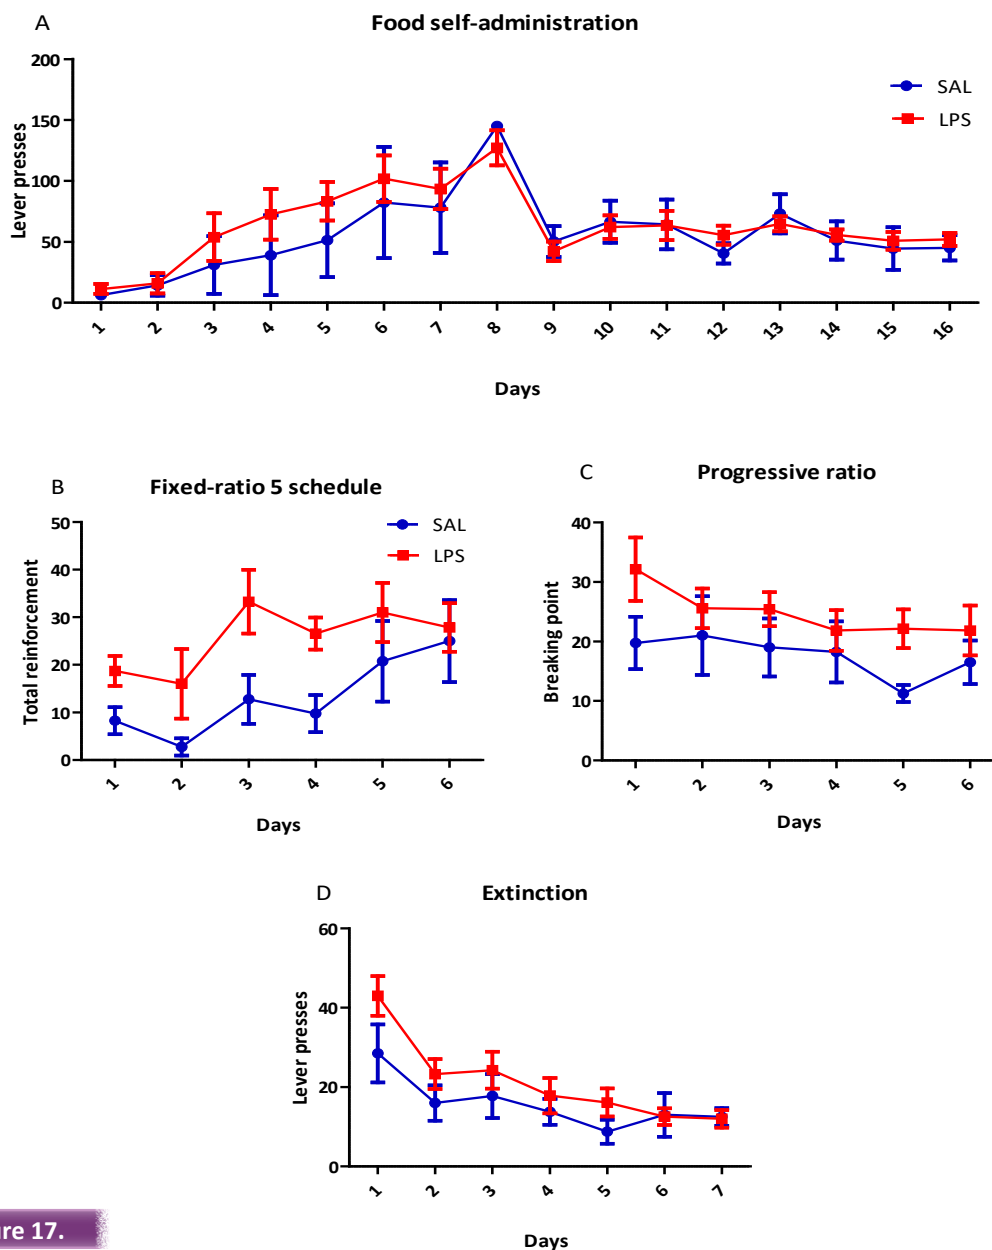 A
Food self-administration
200
150
100
50
0
Lever presses
SAL
LPS
1 2 3 4 5 6 7 8 9 10 11 12 13 14 15 16
Days
B
Fixed-ratio 5 schedule
50
40
30
20
10
0
Total reinforcement
SAL
LPS
1 2 3 4 5 6
Days
C
Progressive ratio
40
30
20
10
0
Breaking point
1 2 3 4 5 6
Days
D
Extinction
60
40
20
0
Lever presses
1 2 3 4 5 6 7
Days
re 17.